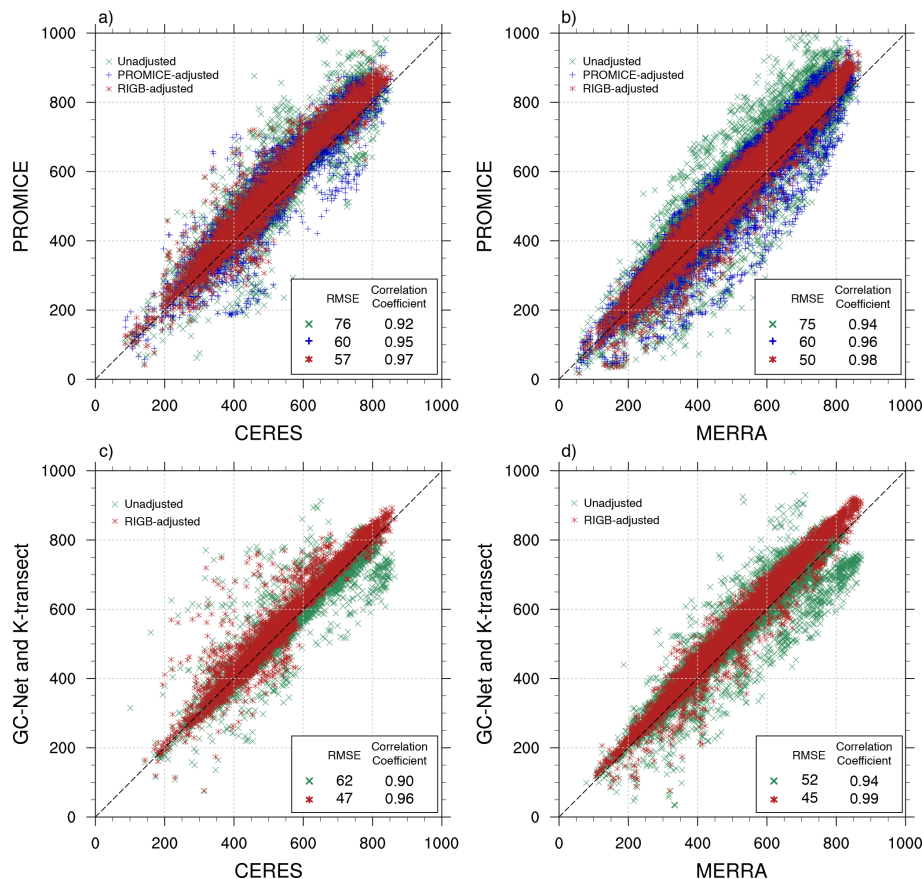 a)
1000
800
600
400
200
0
PROMICE
Unadjusted
PROMICE-adjusted
RIGB-adjusted
RMSE Correlation Coefficient
76 0.92
60 0.95
57 0.97
0 200 400 600 800 1000
CERES
b)
1000
800
600
400
200
0
PROMICE
Unadjusted
PROMICE-adjusted
RIGB-adjusted
RMSE Correlation Coefficient
75 0.94
60 0.96
50 0.98
0 200 400 600 800 1000
MERRA
c)
1000
800
600
400
200
0
GC-Net and K-transect
Unadjusted
RIGB-adjusted
RMSE Correlation Coefficient
62 0.90
47 0.96
0 200 400 600 800 1000
CERES
d)
1000
800
600
400
200
0
GC-Net and K-transect
Unadjusted
RIGB-adjusted
RMSE Correlation Coefficient
52 0.94
45 0.99
0 200 400 600 800 1000
MERRA